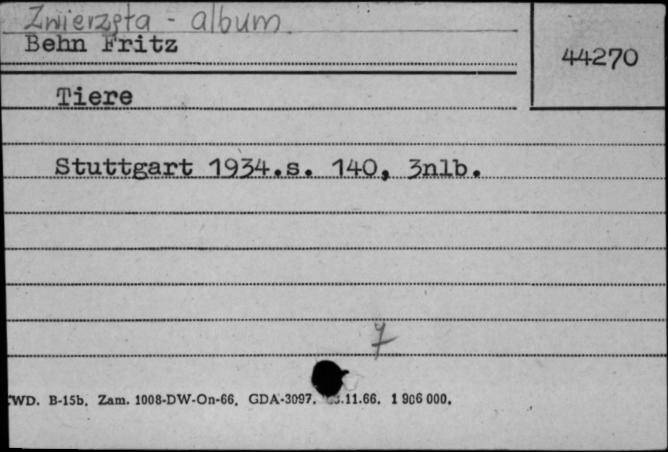 Zwierzęta - album
Behn Fritz
44270
Tiere
Stuttgart 1934.s. 140, 3nlb.
7
WD. B-15b. Zam. 1008-DW-On-66. GDA-3097. .11.66. 1 906 000.